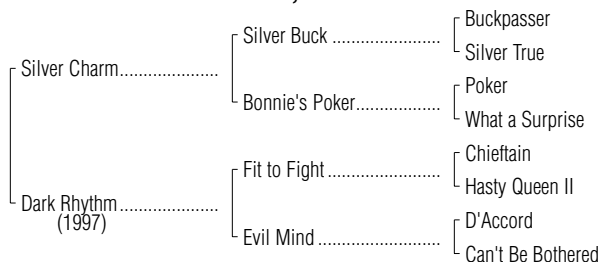 Buckpasser
Silver Buck ........................
Silver True
Silver Charm......................
Poker
Bonnie's Poker...................
What a Surprise
Chieftain
Fit to Fight .........................
Hasty Queen II
Dark Rhythm......................
(1997)
D'Accord
Evil Mind ...........................
Can't Be Bothered